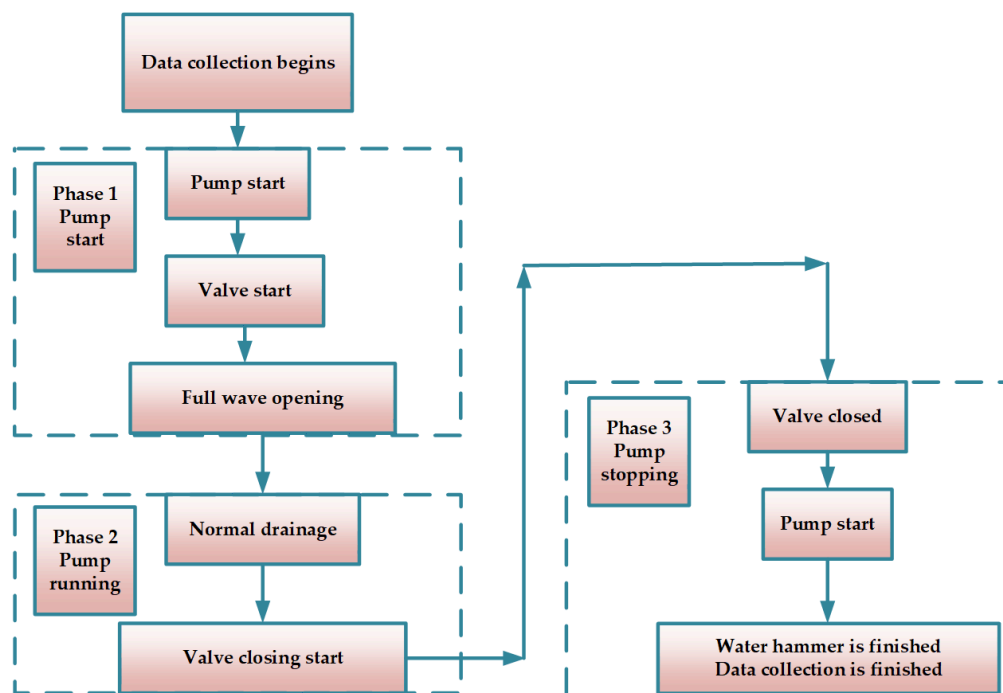 Data collection begins
Phase 1
Pump
start
Pump start
Valve start
Full wave opening
Phase 2
Pump
running
Normal drainage
Valve closing start
Phase 3
Pump
stopping
Valve closed
Pump start
Water hammer is finished
Data collection is finished